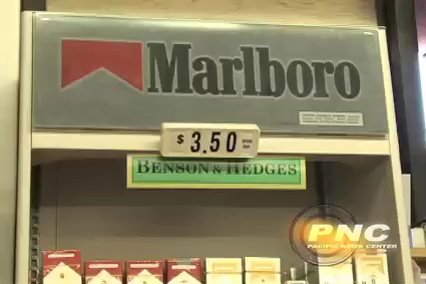 Marlboro
$ 3.50
BENSON & HEDGES
PNC
PACIFIC NEWS CENTER